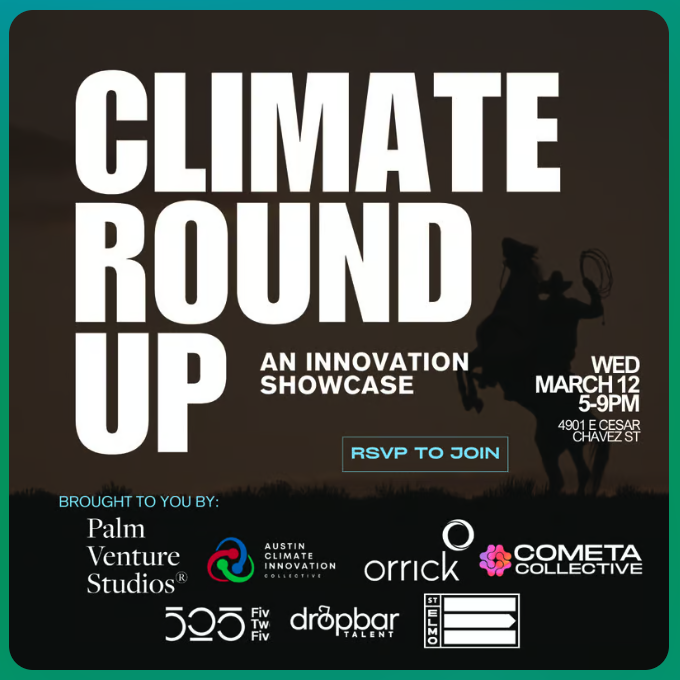 CLIMATE
ROUND
UP
AN INNOVATION
SHOWCASE
WED
MARCH 12
5-9PM
4901 E CESAR
CHAVEZ ST
RSVP TO JOIN
BROUGHT TO YOU BY:
Palm
Venture
Studios®
AUSTIN
CLIMATE
INNOVATION
COLLECTIVE
orrick
COMETA
COLLECTIVE
525
Fiv
Tw
Fiv
dropbar
TALENT
ST
ELMO